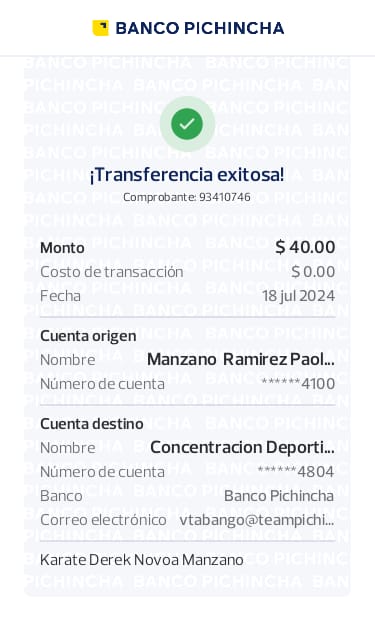 BANCO PICHINCHA
¡Transferencia exitosa!
Comprobante: 93410746
Monto $ 40.00
Costo de transacción $ 0.00
Fecha 18 jul 2024
Cuenta origen
Nombre Manzano Ramirez Paol...
Número de cuenta ******4100
Cuenta destino
Nombre Concentracion Deporti...
Número de cuenta ******4804
Banco Banco Pichincha
Correo electrónico vtabango@teampichi...
Karate Derek Novoa Manzano